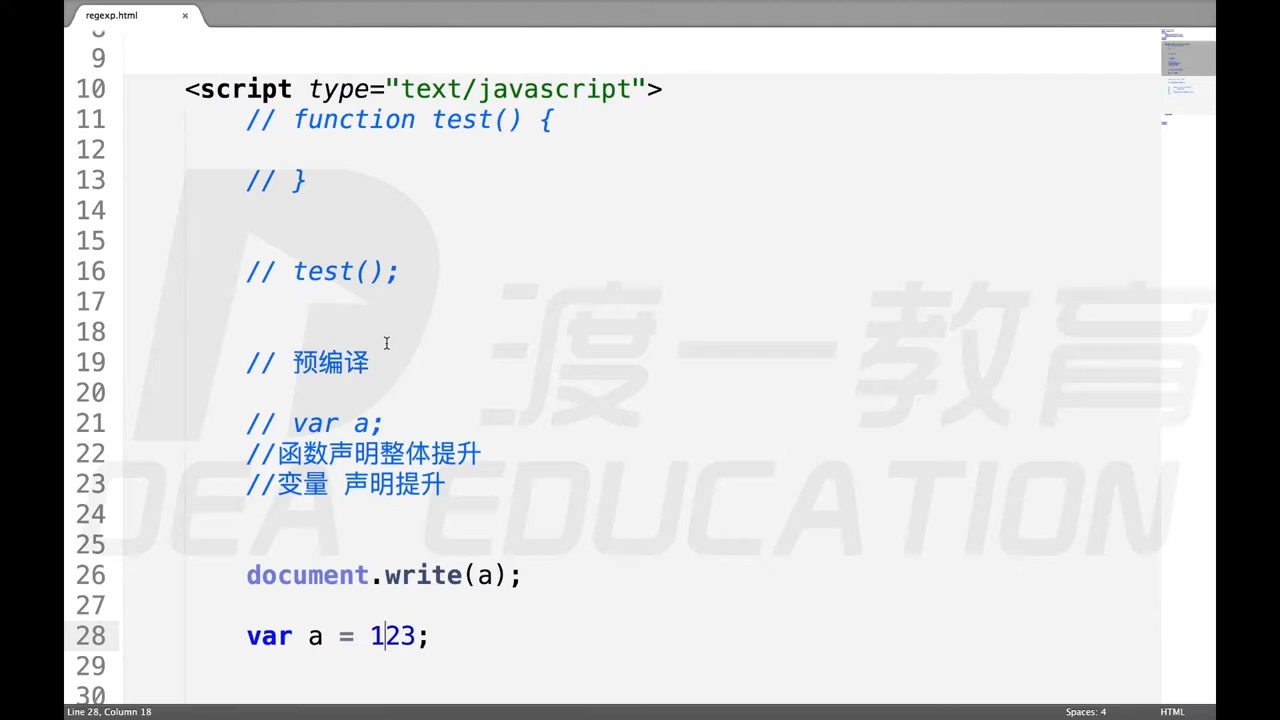 regexp.html ×
8
9
10 <script type="text/javascript">
11 // function test() {
12
13 // }
14
15
16 // test();
17
18
19 // 预编译
20
21 // var a;
22 //函数声明整体提升
23 //变量 声明提升
24
25
26 document.write(a);
27
28 var a = 123;
29
30
渡一教育
DEA EDUCATION
Line 28, Column 18 Spaces: 4 HTML